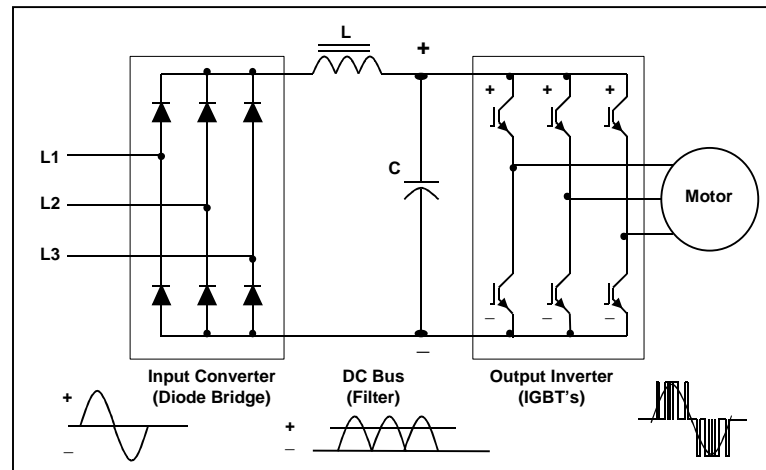 L
+
+ + +
L1
L2
L3
C
Motor
− − −
−
Input Converter
(Diode Bridge)
DC Bus
(Filter)
Output Inverter
(IGBT's)
+
−
+
−